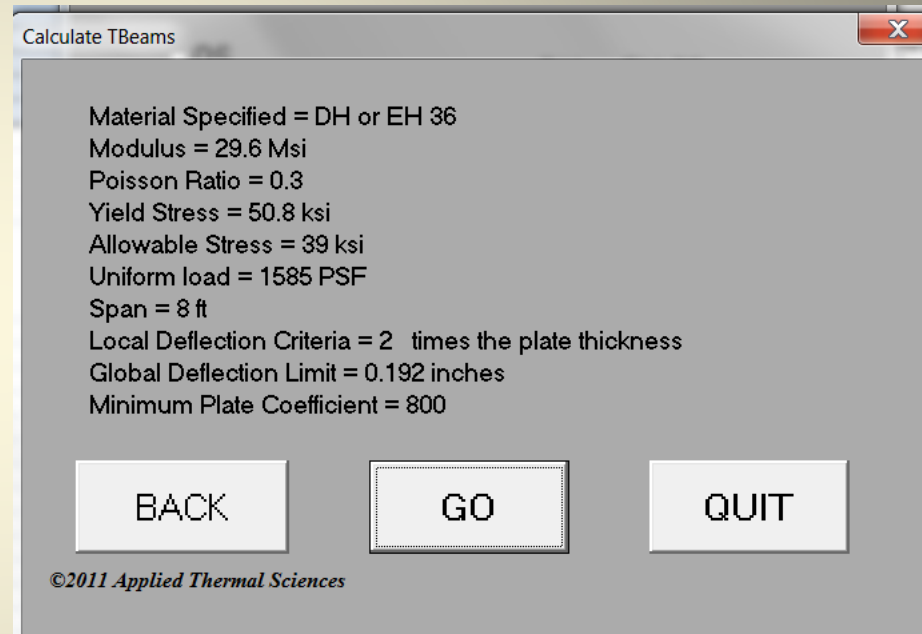 Calculate TBeams
Material Specified = DH or EH 36
Modulus = 29.6 Msi
Poisson Ratio = 0.3
Yield Stress = 50.8 ksi
Allowable Stress = 39 ksi
Uniform load = 1585 PSF
Span = 8 ft
Local Deflection Criteria = 2 times the plate thickness
Global Deflection Limit = 0.192 inches
Minimum Plate Coefficient = 800
BACK GO QUIT
©2011 Applied Thermal Sciences